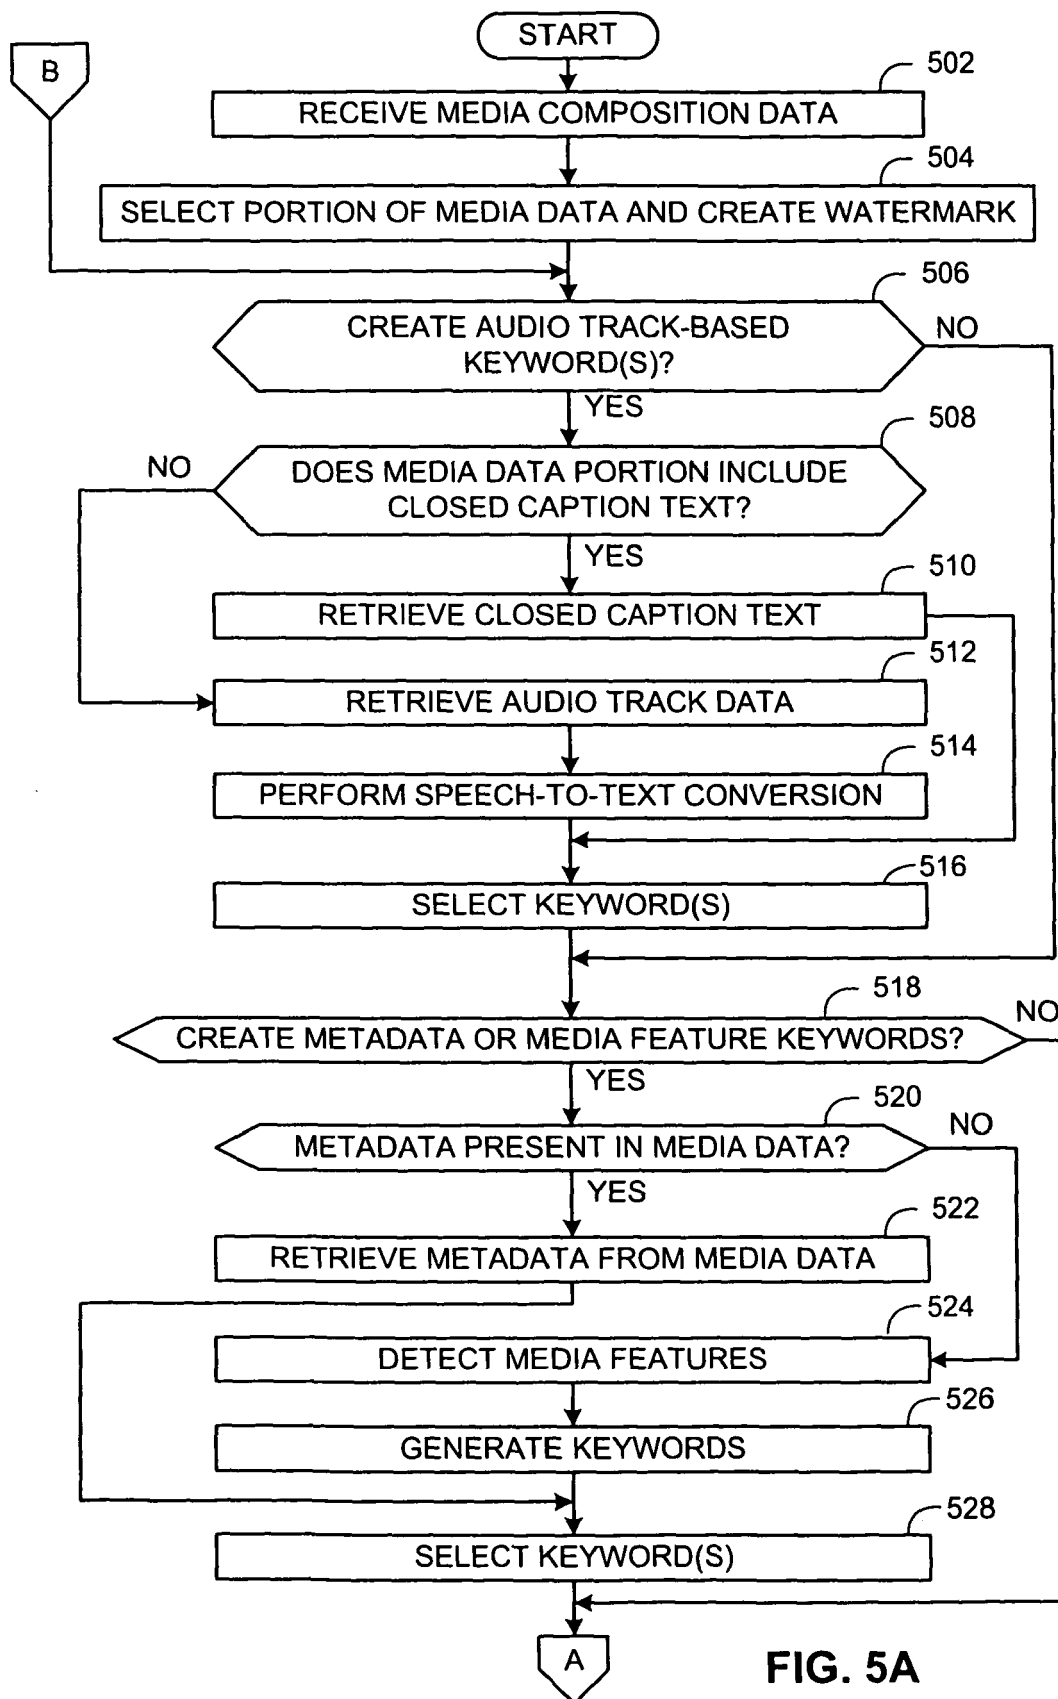 START
B
502
RECEIVE MEDIA COMPOSITION DATA
504
SELECT PORTION OF MEDIA DATA AND CREATE WATERMARK
506
CREATE AUDIO TRACK-BASED
KEYWORD(S)?
NO
YES
508
NO
DOES MEDIA DATA PORTION INCLUDE
CLOSED CAPTION TEXT?
YES
510
RETRIEVE CLOSED CAPTION TEXT
512
RETRIEVE AUDIO TRACK DATA
514
PERFORM SPEECH-TO-TEXT CONVERSION
516
SELECT KEYWORD(S)
518
NO
CREATE METADATA OR MEDIA FEATURE KEYWORDS?
YES
520
NO
METADATA PRESENT IN MEDIA DATA?
YES
522
RETRIEVE METADATA FROM MEDIA DATA
524
DETECT MEDIA FEATURES
526
GENERATE KEYWORDS
528
SELECT KEYWORD(S)
A
FIG. 5A